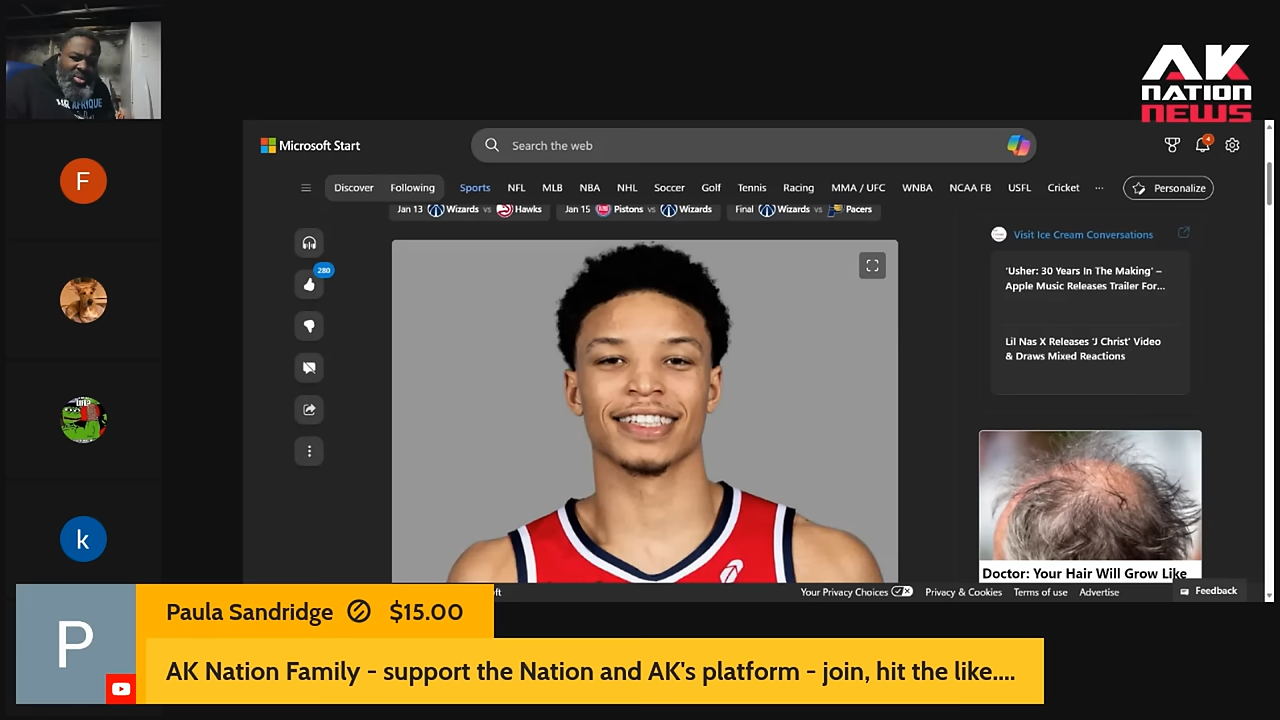 AK
NATION
NEWS
Microsoft Start
Search the web
4
Discover Following Sports NFL MLB NBA NHL Soccer Golf Tennis Racing MMA / UFC WNBA NCAA FB USFL Cricket ... Personalize
Jan 13 Wizards vs Hawks Jan 15 Pistons vs Wizards Final Wizards vs Pacers
F
280
Visit Ice Cream Conversations
'Usher: 30 Years In The Making' –
Apple Music Releases Trailer For...
Lil Nas X Releases 'J Christ' Video
& Draws Mixed Reactions
k
Doctor: Your Hair Will Grow Like
Your Privacy Choices Privacy & Cookies Terms of use Advertise Feedback
P
Paula Sandridge $15.00
AK Nation Family - support the Nation and AK's platform - join, hit the like....